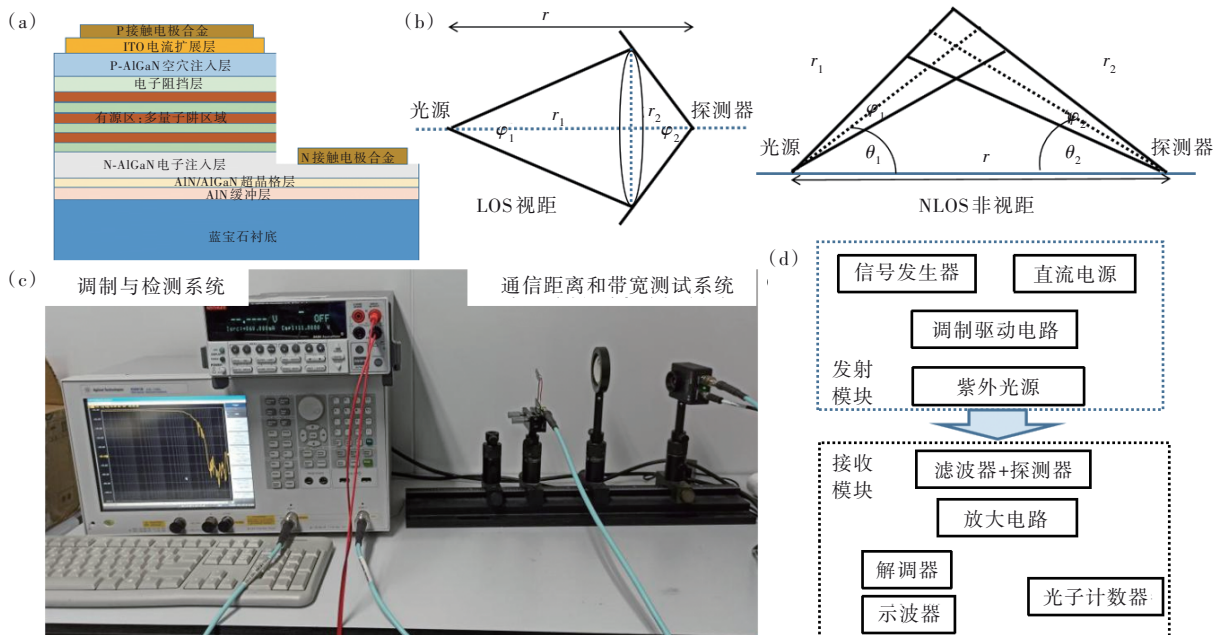 (a)
P接触电极合金
ITO电流扩展层
P-AlGaN空穴注入层
电子阻挡层
有源区:多量子阱区域
N-AlGaN电子注入层
N接触电极合金
AlN/AlGaN超晶格层
AlN缓冲层
蓝宝石衬底
(b)
r
光源
φ1
r1
r2
φ2
探测器
LOS视距
r1
r2
φ1
φ2
光源
θ1
r
θ2
探测器
NLOS非视距
(c)
调制与检测系统
通信距离和带宽测试系统
OFF
(d)
信号发生器
直流电源
调制驱动电路
发射
模块
紫外光源
接收
模块
滤波器+探测器
放大电路
解调器
示波器
光子计数器